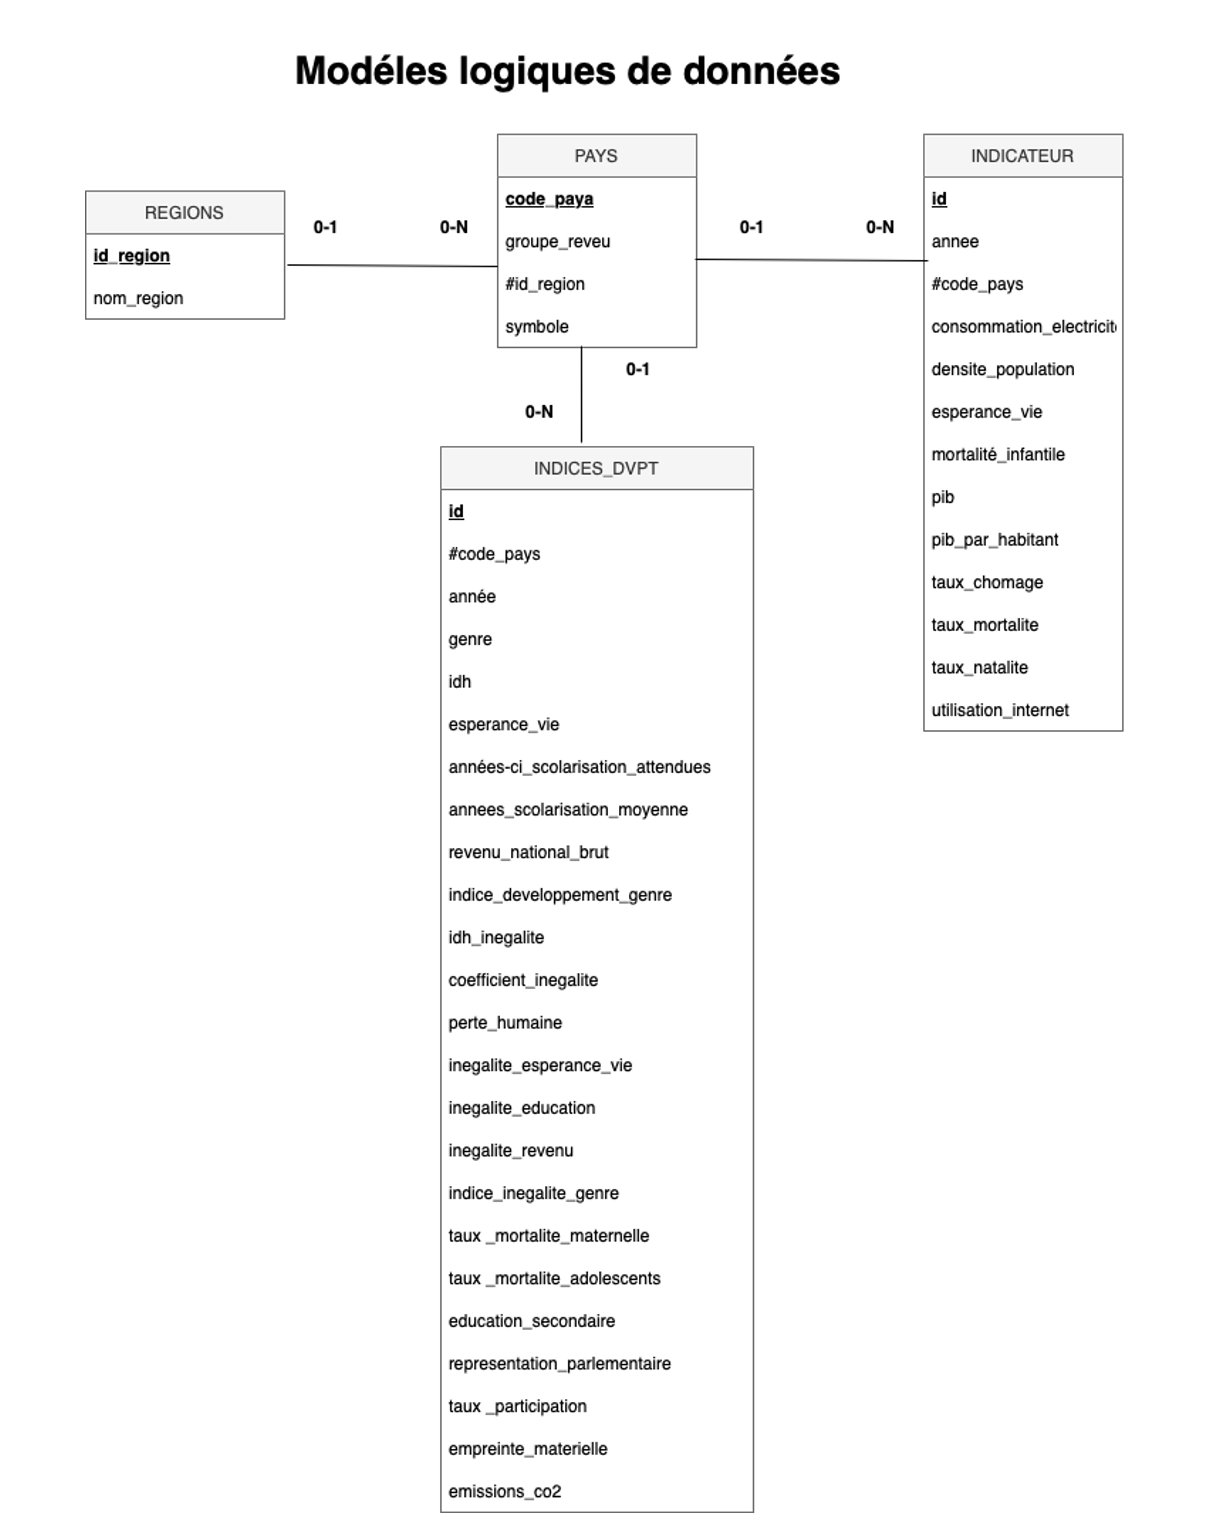 Modéles logiques de données
REGIONS
id_region
nom_region
0-1
0-N
PAYS
code_paya
groupe_reveu
#id_region
symbole
0-1
0-N
INDICATEUR
id
annee
#code_pays
consommation_electricit
densite_population
esperance_vie
mortalité_infantile
pib
pib_par_habitant
taux_chomage
taux_mortalite
taux_natalite
utilisation_internet
0-1
0-N
INDICES_DVPT
id
#code_pays
année
genre
idh
esperance_vie
années-ci_scolarisation_attendues
annees_scolarisation_moyenne
revenu_national_brut
indice_developpement_genre
idh_inegalite
coefficient_inegalite
perte_humaine
inegalite_esperance_vie
inegalite_education
inegalite_revenu
indice_inegalite_genre
taux _mortalite_maternelle
taux _mortalite_adolescents
education_secondaire
representation_parlementaire
taux _participation
empreinte_materielle
emissions_co2